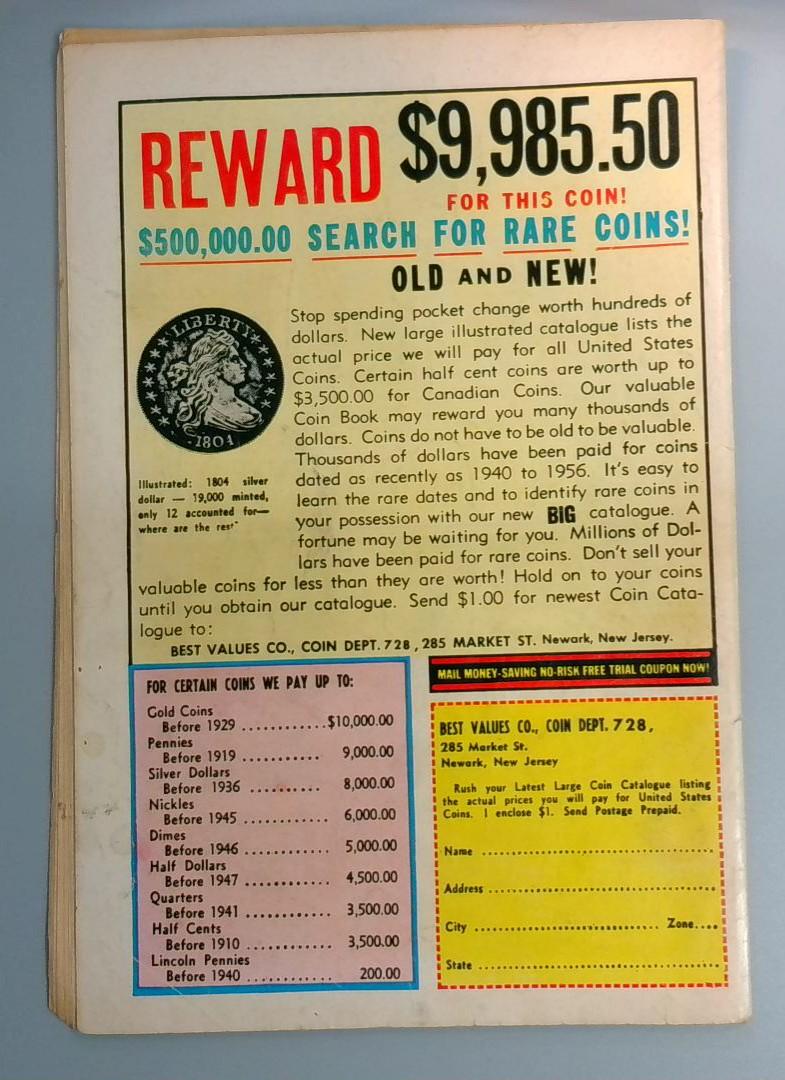 REWARD $9,985.50
FOR THIS COIN!
$500,000.00 SEARCH FOR RARE COINS!
OLD AND NEW!
LIBERTY
1804
Illustrated: 1804 silver
dollar — 19,000 minted,
only 12 accounted for—
where are the rest
Stop spending pocket change worth hundreds of
dollars. New large illustrated catalogue lists the
actual price we will pay for all United States
Coins. Certain half cent coins are worth up to
$3,500.00 for Canadian Coins. Our valuable
Coin Book may reward you many thousands of
dollars. Coins do not have to be old to be valuable.
Thousands of dollars have been paid for coins
dated as recently as 1940 to 1956. It's easy to
learn the rare dates and to identify rare coins in
your possession with our new BIG catalogue. A
fortune may be waiting for you. Millions of Dol-
lars have been paid for rare coins. Don't sell your
valuable coins for less than they are worth! Hold on to your coins
until you obtain our catalogue. Send $1.00 for newest Coin Cata-
logue to:
BEST VALUES CO., COIN DEPT. 728, 285 MARKET ST. Newark, New Jersey.
FOR CERTAIN COINS WE PAY UP TO:
Gold Coins
Before 1929 ............$10,000.00
Pennies
Before 1919 ........... 9,000.00
Silver Dollars
Before 1936 .......... 8,000.00
Nickles
Before 1945 ............ 6,000.00
Dimes
Before 1946 ............ 5,000.00
Half Dollars
Before 1947 ............ 4,500.00
Quarters
Before 1941 ............ 3,500.00
Half Cents
Before 1910 ............ 3,500.00
Lincoln Pennies
Before 1940 ............ 200.00
MAIL MONEY-SAVING NO-RISK FREE TRIAL COUPON NOW!
BEST VALUES CO., COIN DEPT. 728,
285 Market St.
Newark, New Jersey
Rush your Latest Large Coin Catalogue listing
the actual prices you will pay for United States
Coins. I enclose $1. Send Postage Prepaid.
Name ........................................
Address ........................................
City ................................ Zone....
State ........................................